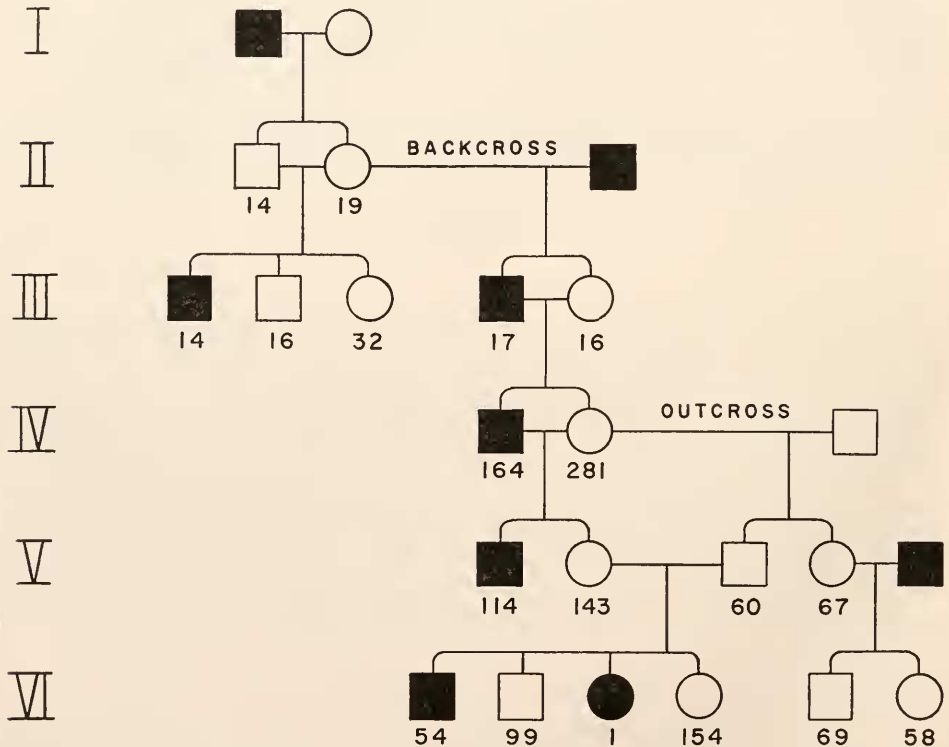 I
II
BACKCROSS
14 19
III
14 16 32 17 16
IV
OUTCROSS
164 281
V
114 143 60 67
VI
54 99 1 154 69 58